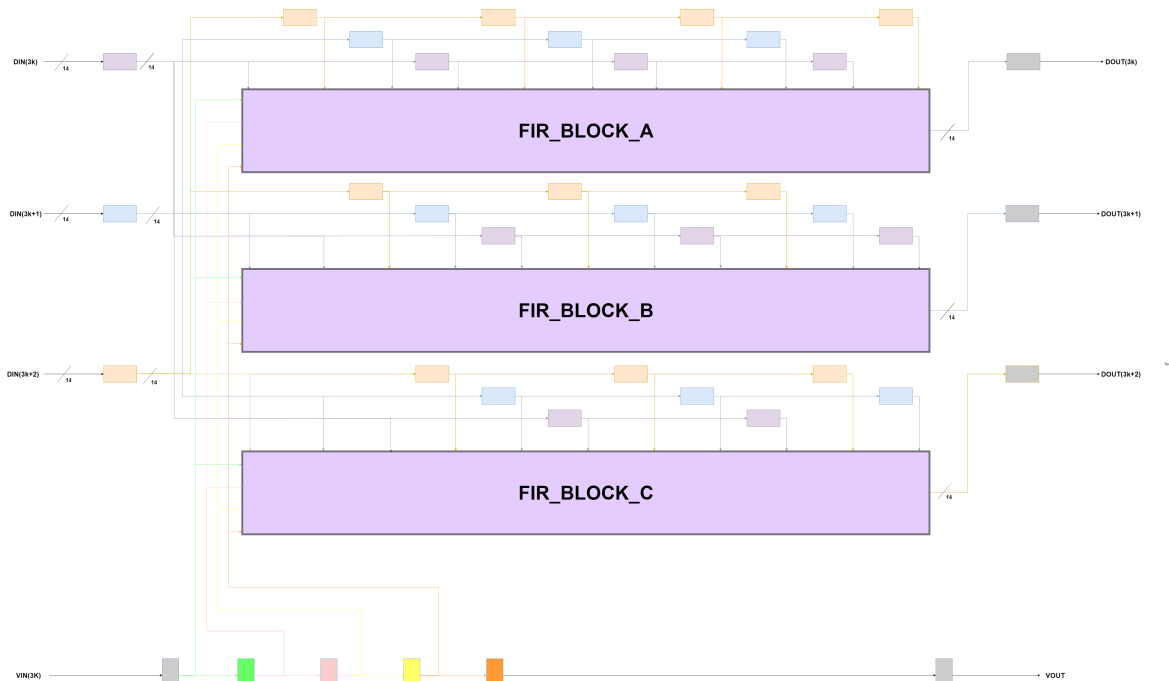 DIN(3k)
14
14
DOUT(3k)
FIR_BLOCK_A
14
DIN(3k+1)
14
14
DOUT(3k+1)
FIR_BLOCK_B
14
DIN(3k+2)
14
14
DOUT(3k+2)
FIR_BLOCK_C
14
VIN(3K)
VOUT